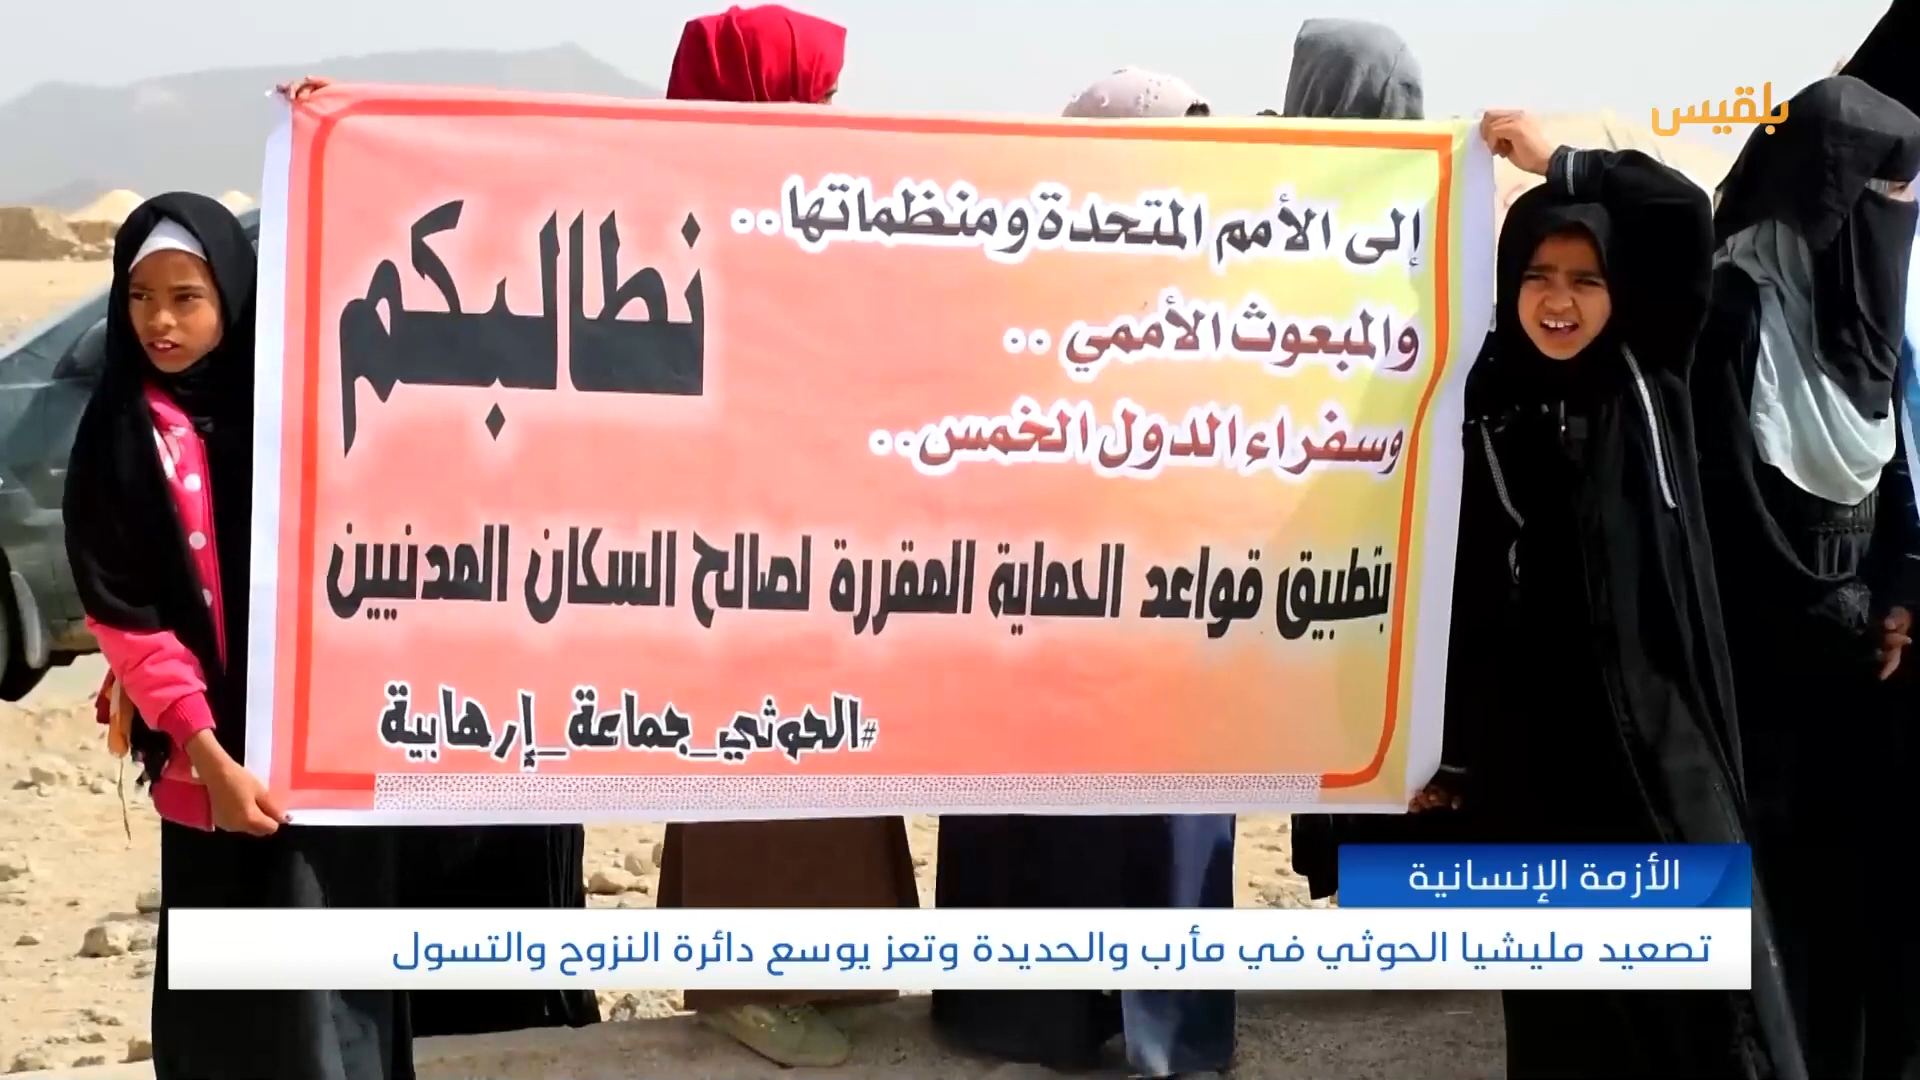 بلقيس
إلى الأمم المتحدة ومنظماتها..
والمبعوث الأممي ..
وسفراء الدول الخمس..
نطالبكم
بتطبيق قواعد الحماية المقررة لصالح السكان المدنيين
#الحوثي_جماعة_إرهابية
الأزمة الإنسانية
تصعيد مليشيا الحوثي في مأرب والحديدة وتعز يوسع دائرة النزوح والتسول